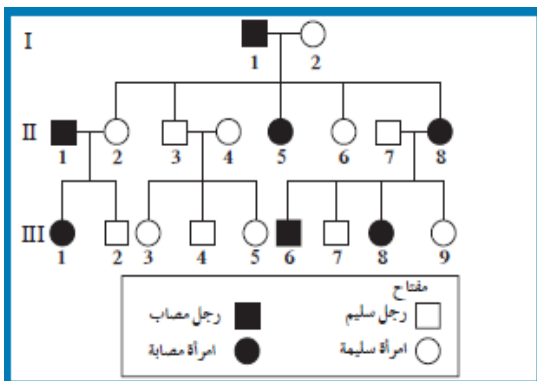 I
1 2
II
1 2 3 4 5 6 7 8
III
1 2 3 4 5 6 7 8 9
مفتاح
رجل سليم رجل مصاب
امرأة سليمة امرأة مصابة